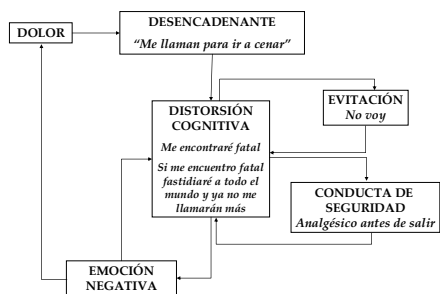 DOLOR
DESENCADENANTE
“Me llaman para ir a cenar”
DISTORSIÓN
COGNITIVA
Me encontraré fatal
Si me encuentro fatal
fastidiaré a todo el
mundo y ya no me
llamarán más
EVITACIÓN
No voy
CONDUCTA DE
SEGURIDAD
Analgésico antes de salir
EMOCIÓN
NEGATIVA